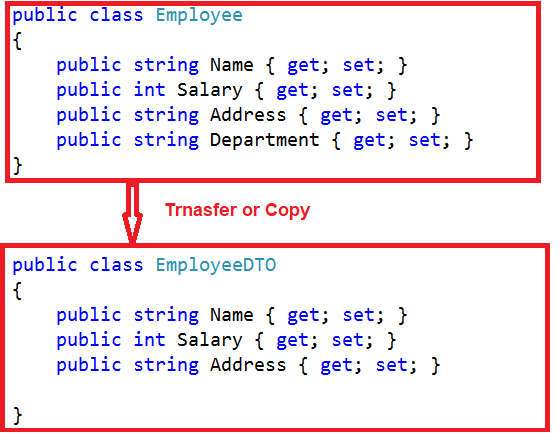 public class Employee
{
public string Name { get; set; }
public int Salary { get; set; }
public string Address { get; set; }
public string Department { get; set; }
}
Trnasfer or Copy
public class EmployeeDTO
{
public string Name { get; set; }
public int Salary { get; set; }
public string Address { get; set; }
}